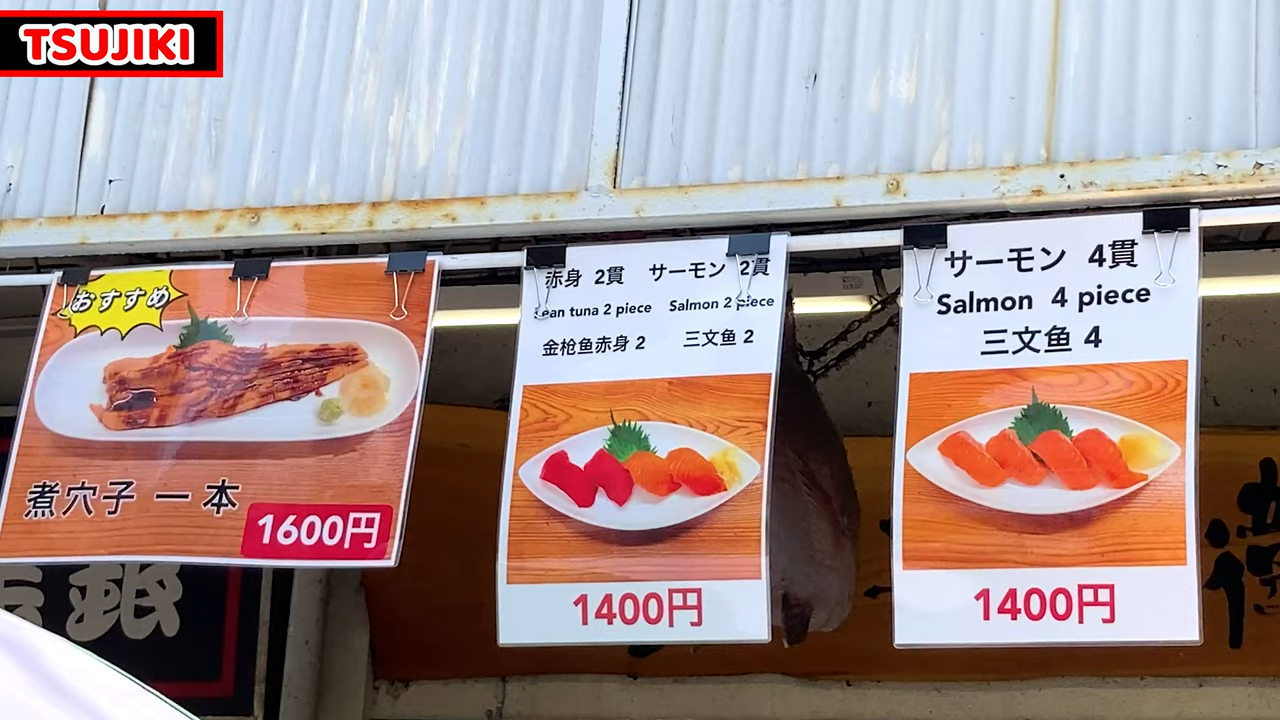 TSUJIKI
おすすめ
煮穴子 一本
1600円
赤身 2貫 サーモン 2貫
Lean tuna 2 piece Salmon 2 piece
金枪鱼赤身 2 三文鱼 2
1400円
サーモン 4貫
Salmon 4 piece
三文鱼 4
1400円